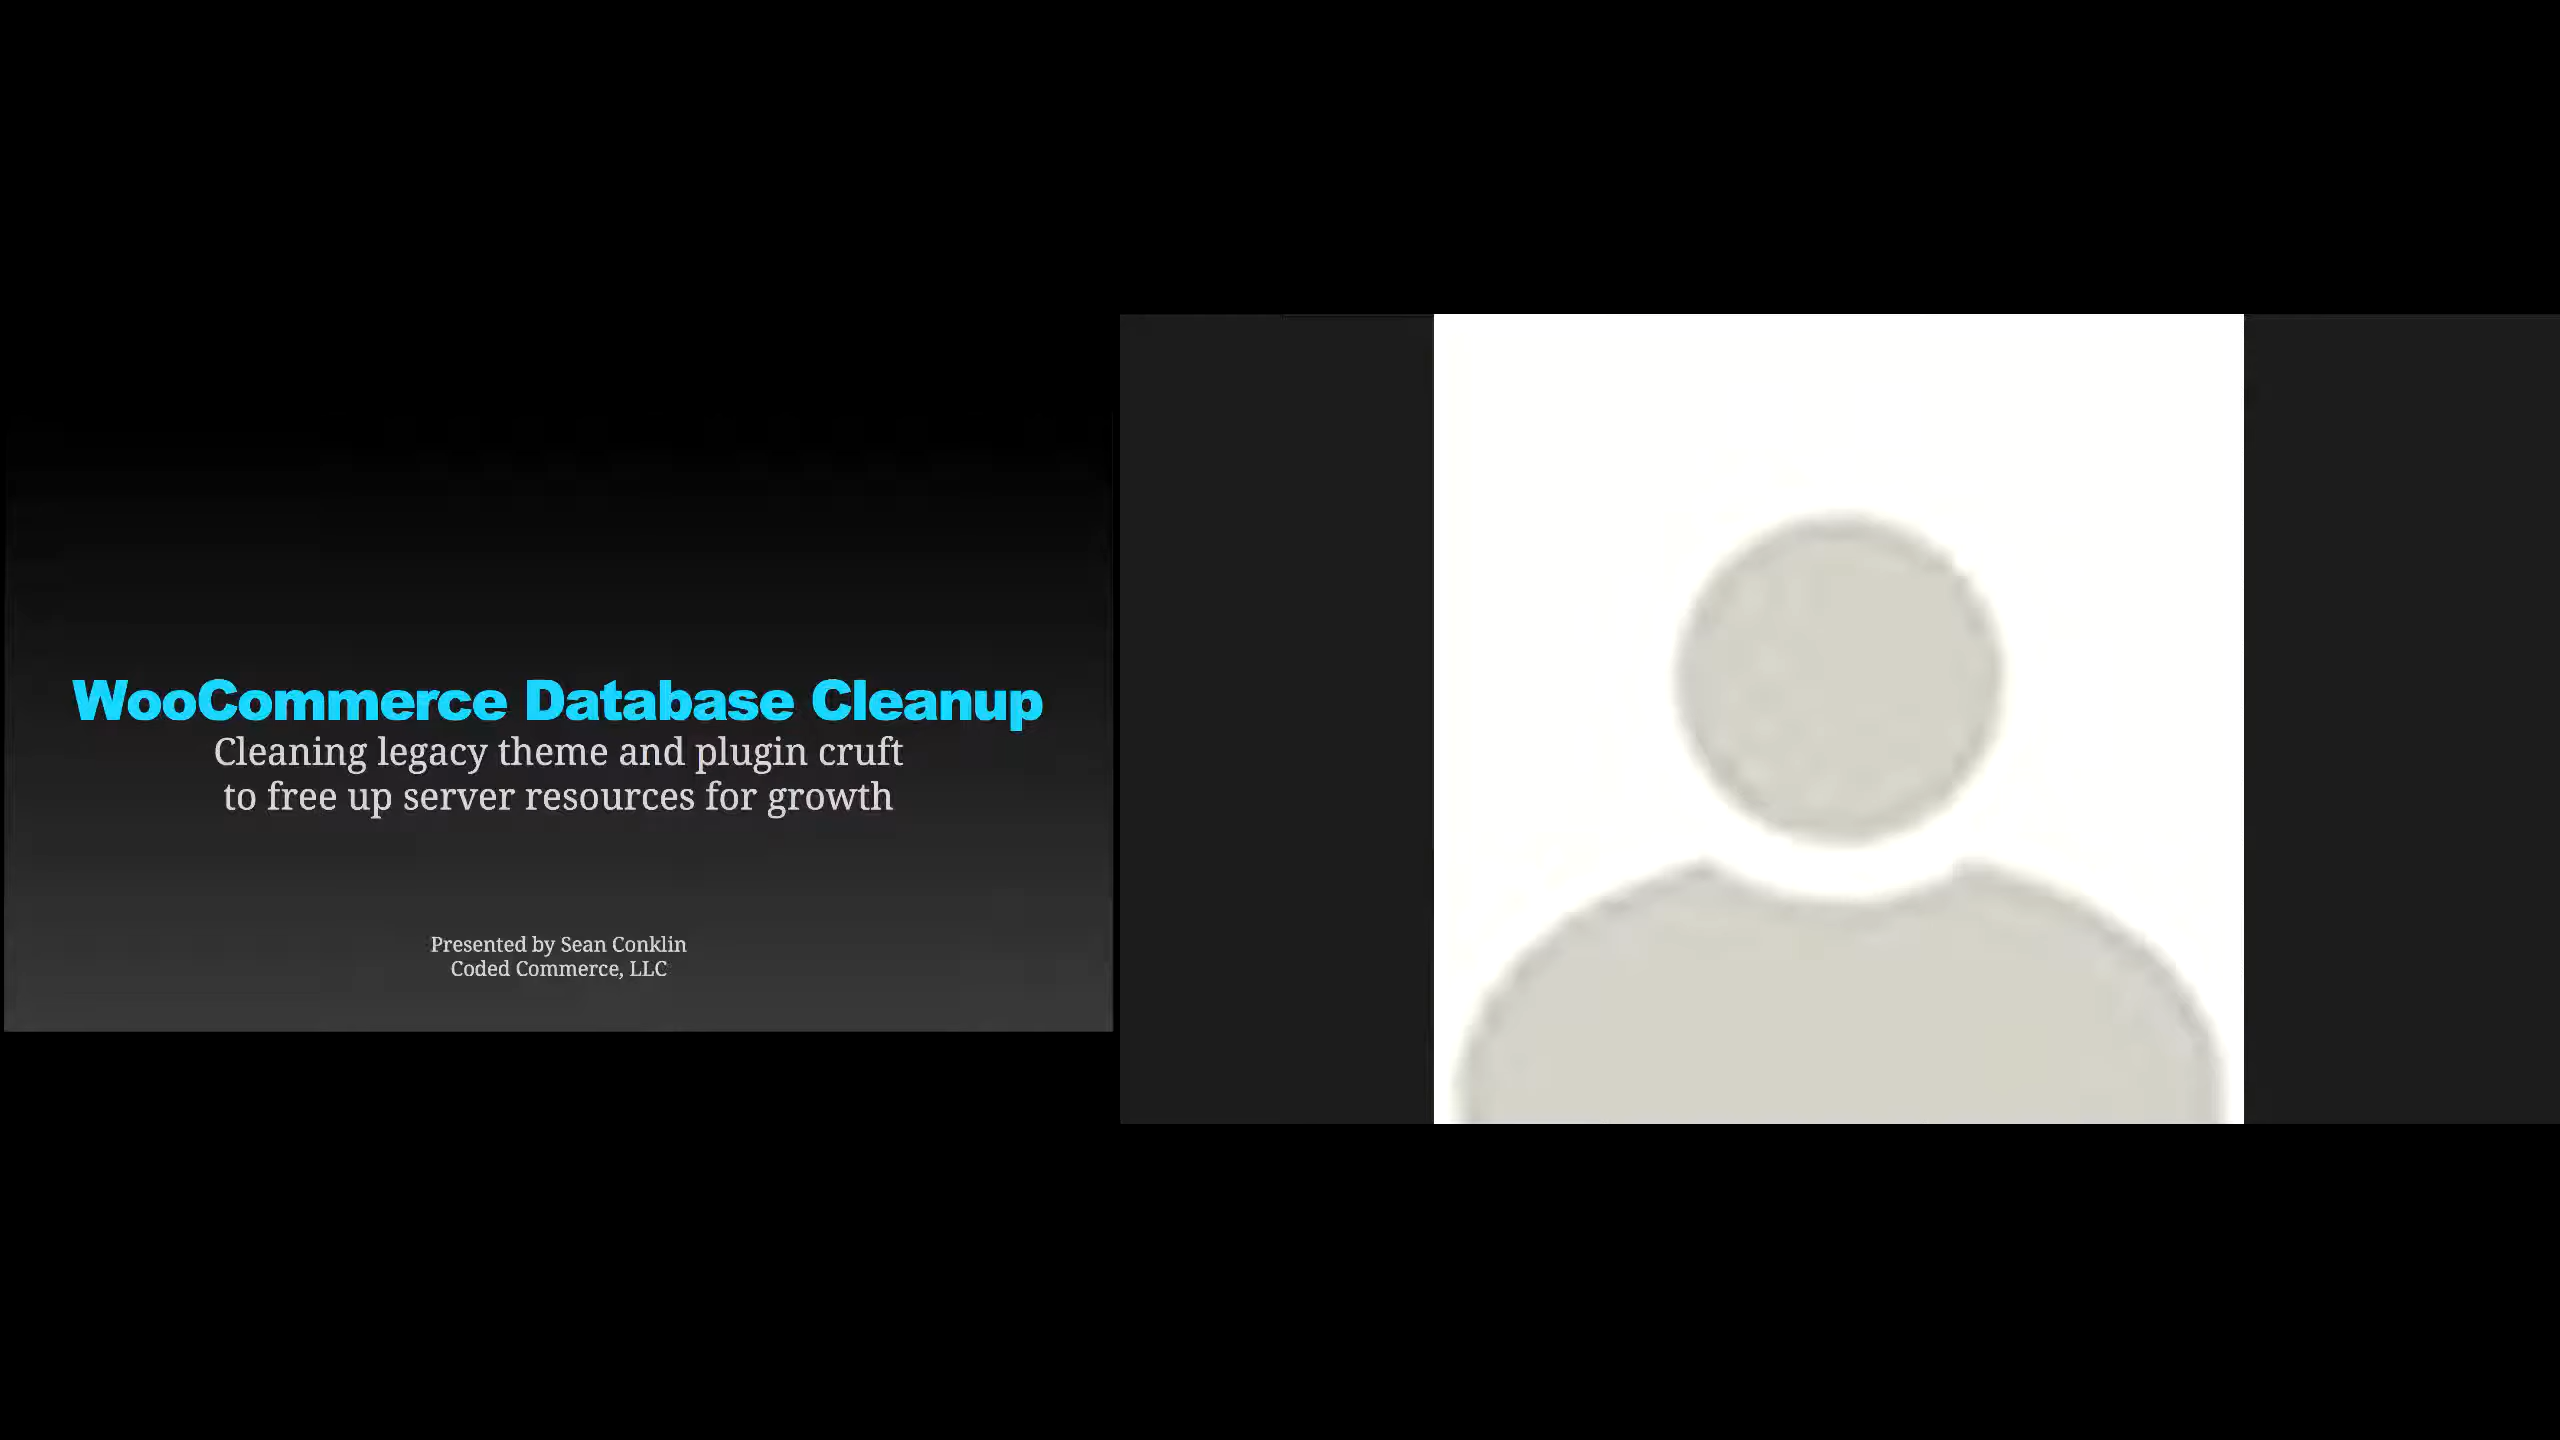 WooCommerce Database Cleanup
Cleaning legacy theme and plugin cruft
to free up server resources for growth
Presented by Sean Conklin
Coded Commerce, LLC